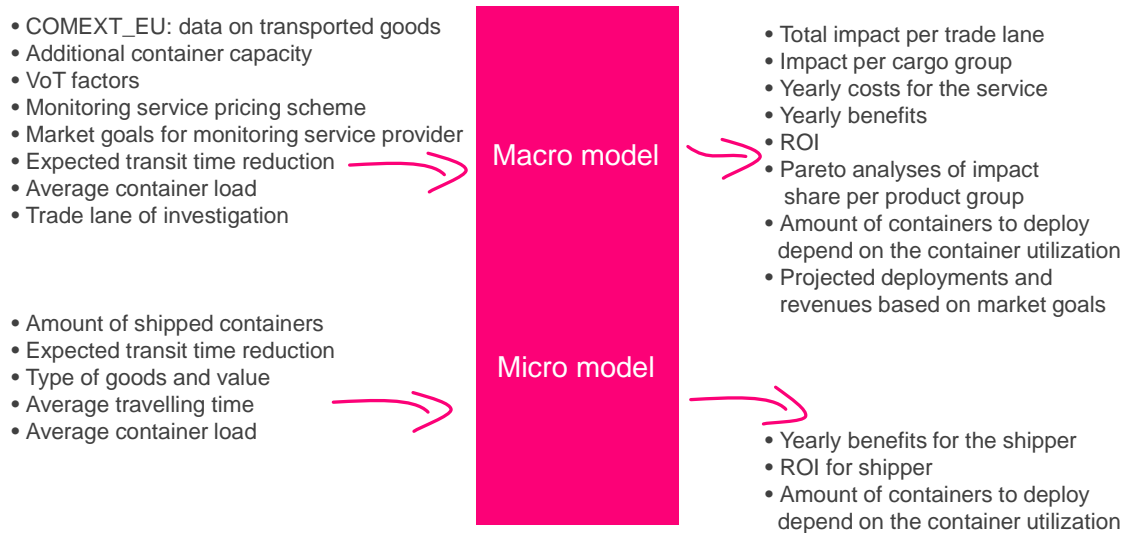 • COMEXT_EU: data on transported goods
• Additional container capacity
• VoT factors
• Monitoring service pricing scheme
• Market goals for monitoring service provider
• Expected transit time reduction
• Average container load
• Trade lane of investigation
Macro model
• Total impact per trade lane
• Impact per cargo group
• Yearly costs for the service
• Yearly benefits
• ROI
• Pareto analyses of impact
share per product group
• Amount of containers to deploy
depend on the container utilization
• Projected deployments and
revenues based on market goals
• Amount of shipped containers
• Expected transit time reduction
• Type of goods and value
• Average travelling time
• Average container load
Micro model
• Yearly benefits for the shipper
• ROI for shipper
• Amount of containers to deploy
depend on the container utilization